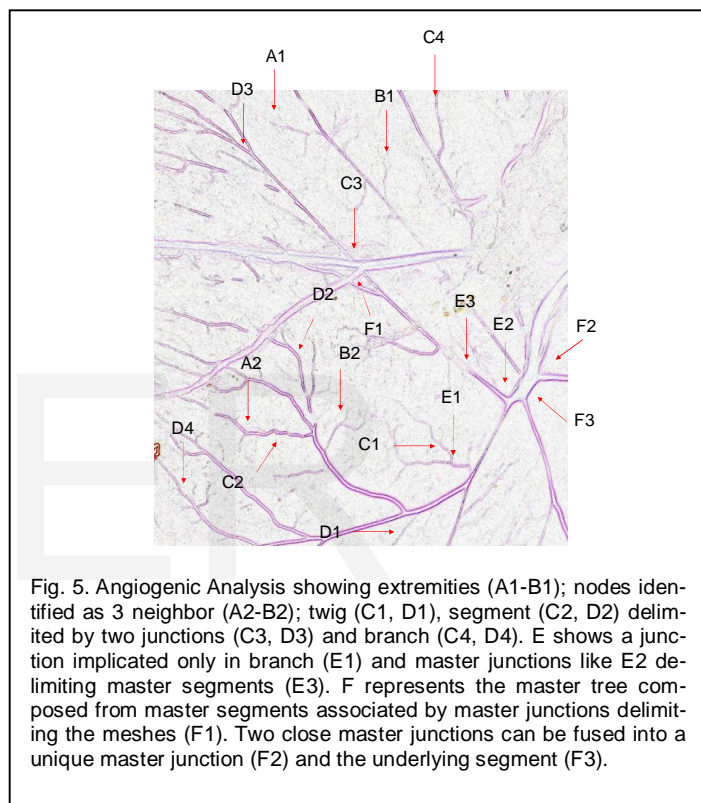 C4
A1
D3
B1
C3
D2
E3
E2
F1
F2
B2
A2
E1
F3
D4
C1
C2
D1
ER
Fig. 5. Angiogenic Analysis showing extremities (A1-B1); nodes iden-
tified as 3 neighbor (A2-B2); twig (C1, D1), segment (C2, D2) delim-
ited by two junctions (C3, D3) and branch (C4, D4). E shows a junc-
tion implicated only in branch (E1) and master junctions like E2 de-
limiting master segments (E3). F represents the master tree com-
posed from master segments associated by master junctions delimit-
ing the meshes (F1). Two close master junctions can be fused into a
unique master junction (F2) and the underlying segment (F3).